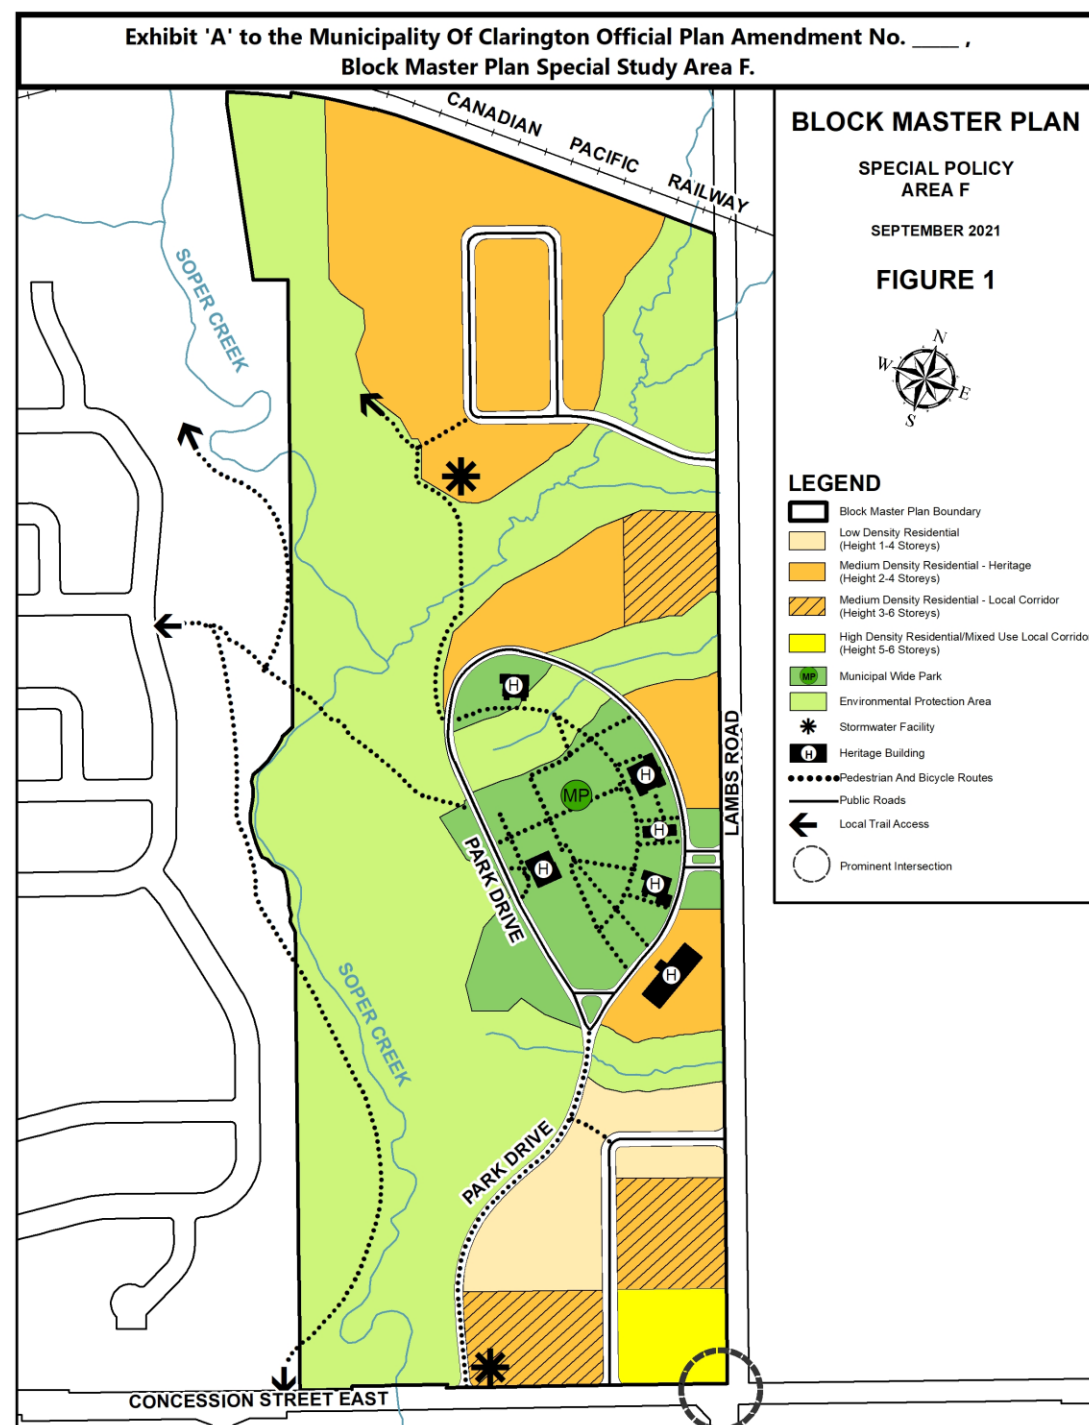 Exhibit 'A' to the Municipality Of Clarington Official Plan Amendment No. _____ ,
Block Master Plan Special Study Area F.
BLOCK MASTER PLAN
SPECIAL POLICY
AREA F
SEPTEMBER 2021
FIGURE 1
N
W
E
S
LEGEND
Block Master Plan Boundary
Low Density Residential
(Height 1-4 Storeys)
Medium Density Residential - Heritage
(Height 2-4 Storeys)
Medium Density Residential - Local Corridor
(Height 3-6 Storeys)
High Density Residential/Mixed Use Local Corridor
(Height 5-6 Storeys)
MP
Municipal Wide Park
Environmental Protection Area
Stormwater Facility
H
Heritage Building
Pedestrian And Bicycle Routes
Public Roads
Local Trail Access
Prominent Intersection
CANADIAN PACIFIC RAILWAY
SOPER CREEK
H
H
MP
H
H
H
H
LAMBS ROAD
PARK DRIVE
SOPER CREEK
PARK DRIVE
CONCESSION STREET EAST